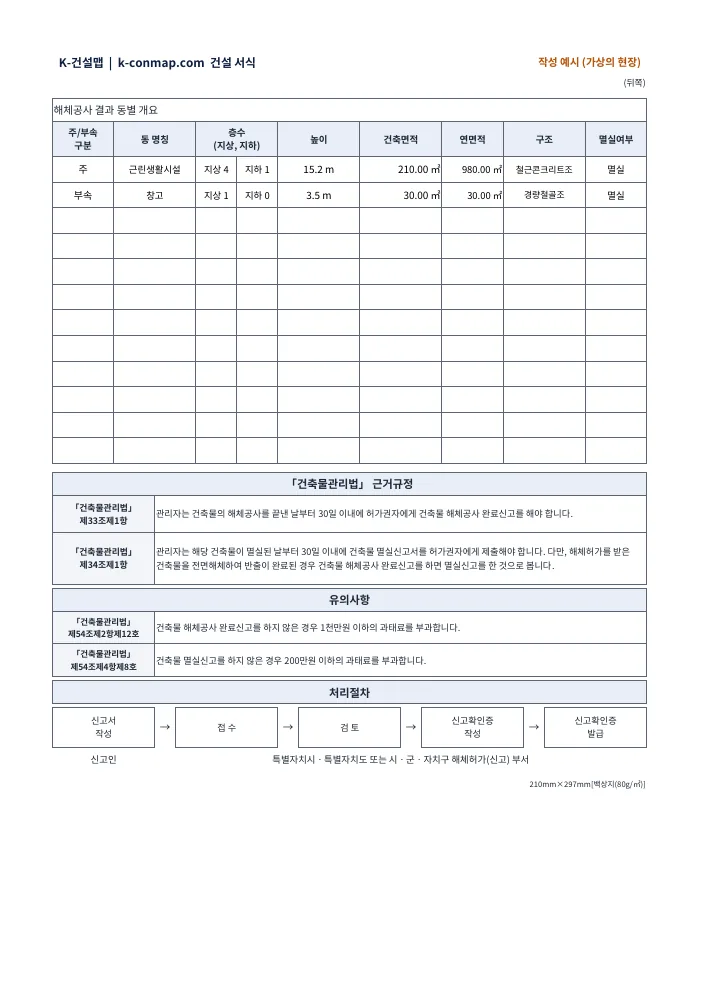 K-건설맵 | k-conmap.com 건설 서식
작성 예시 (가상의 현장)
(뒤쪽)
해체공사 결과 동별 개요
주/부속 구분 동 명칭 층수 (지상, 지하) 높이 건축면적 연면적 구조 멸실여부
주 근린생활시설 지상 4 지하 1 15.2 m 210.00 ㎡ 980.00 ㎡ 철근콘크리트조 멸실
부속 창고 지상 1 지하 0 3.5 m 30.00 ㎡ 30.00 ㎡ 경량철골조 멸실
「건축물관리법」 근거규정
「건축물관리법」
제33조제1항
관리자는 건축물의 해체공사를 끝낸 날부터 30일 이내에 허가권자에게 건축물 해체공사 완료신고를 해야 합니다.
「건축물관리법」
제34조제1항
관리자는 해당 건축물이 멸실된 날부터 30일 이내에 건축물 멸실신고서를 허가권자에게 제출해야 합니다. 다만, 해체허가를 받은
건축물을 전면해체하여 반출이 완료된 경우 건축물 해체공사 완료신고를 하면 멸실신고를 한 것으로 봅니다.
유의사항
「건축물관리법」
제54조제2항제12호
건축물 해체공사 완료신고를 하지 않은 경우 1천만원 이하의 과태료를 부과합니다.
「건축물관리법」
제54조제4항제8호
건축물 멸실신고를 하지 않은 경우 200만원 이하의 과태료를 부과합니다.
처리절차
신고서 작성 → 접 수 → 검 토 → 신고확인증 작성 → 신고확인증 발급
신고인 특별자치시ㆍ특별자치도 또는 시ㆍ군ㆍ자치구 해체허가(신고) 부서
210mm×297mm[백상지(80g/㎡)]